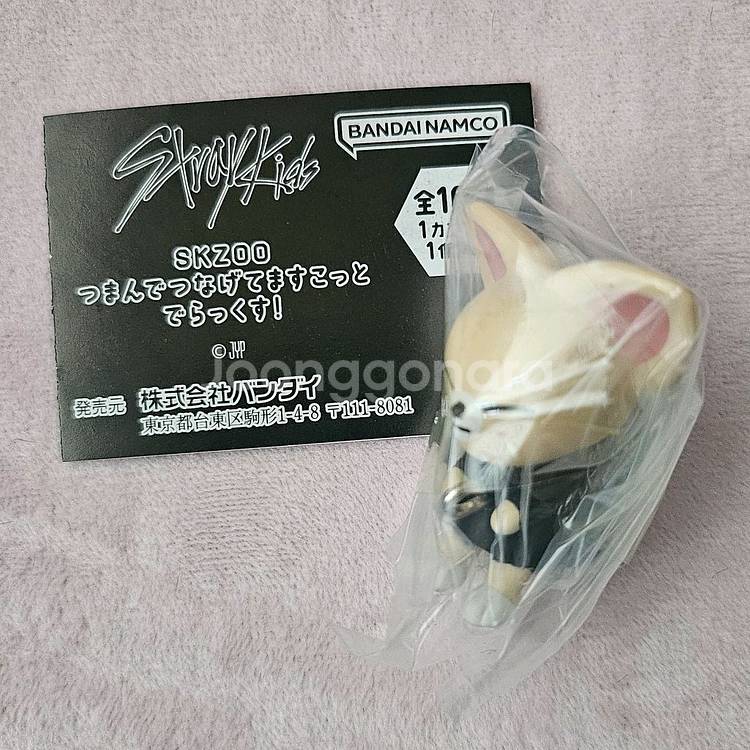 Stray Kids
BANDAI NAMCO
全1
1カ
1
SKZOO
つまんでつなげてますこっと
でらっくす!
© JYP
Joonggongla
発売元 株式会社バンダイ
東京都台東区駒形1-4-8 〒111-8081